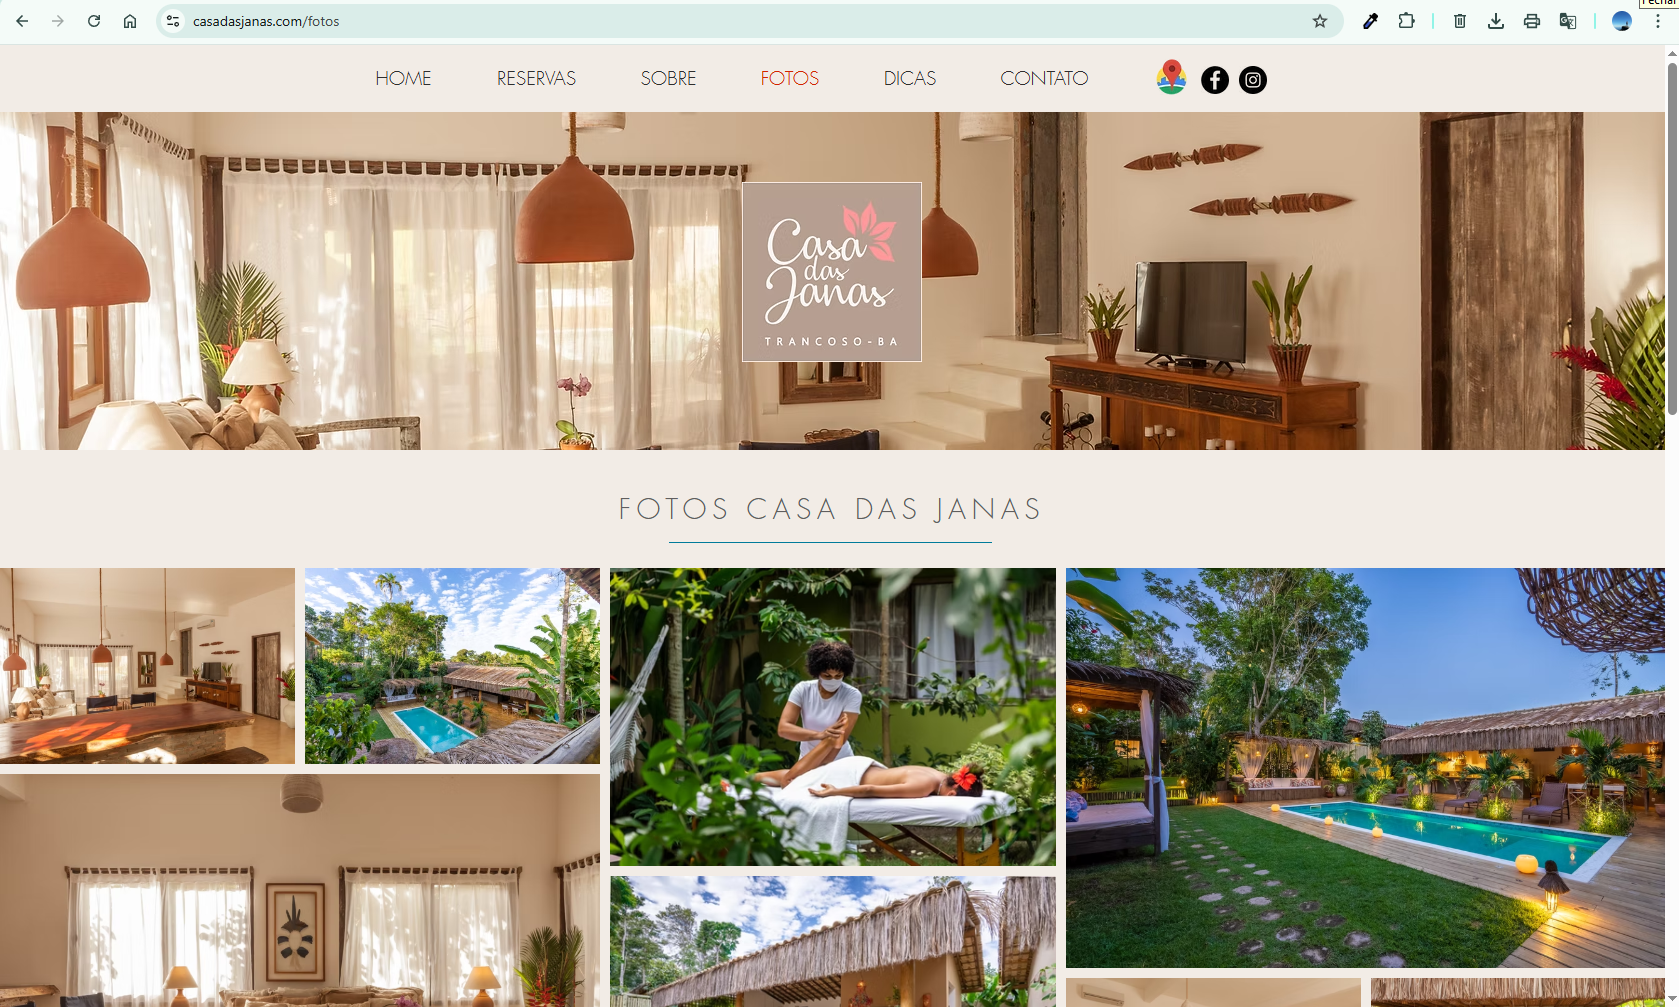 Fechar
casadasjanas.com/fotos
HOME
RESERVAS
SOBRE
FOTOS
DICAS
CONTATO
Casa
das
Janas
TRANCOSO-BA
FOTOS CASA DAS JANAS